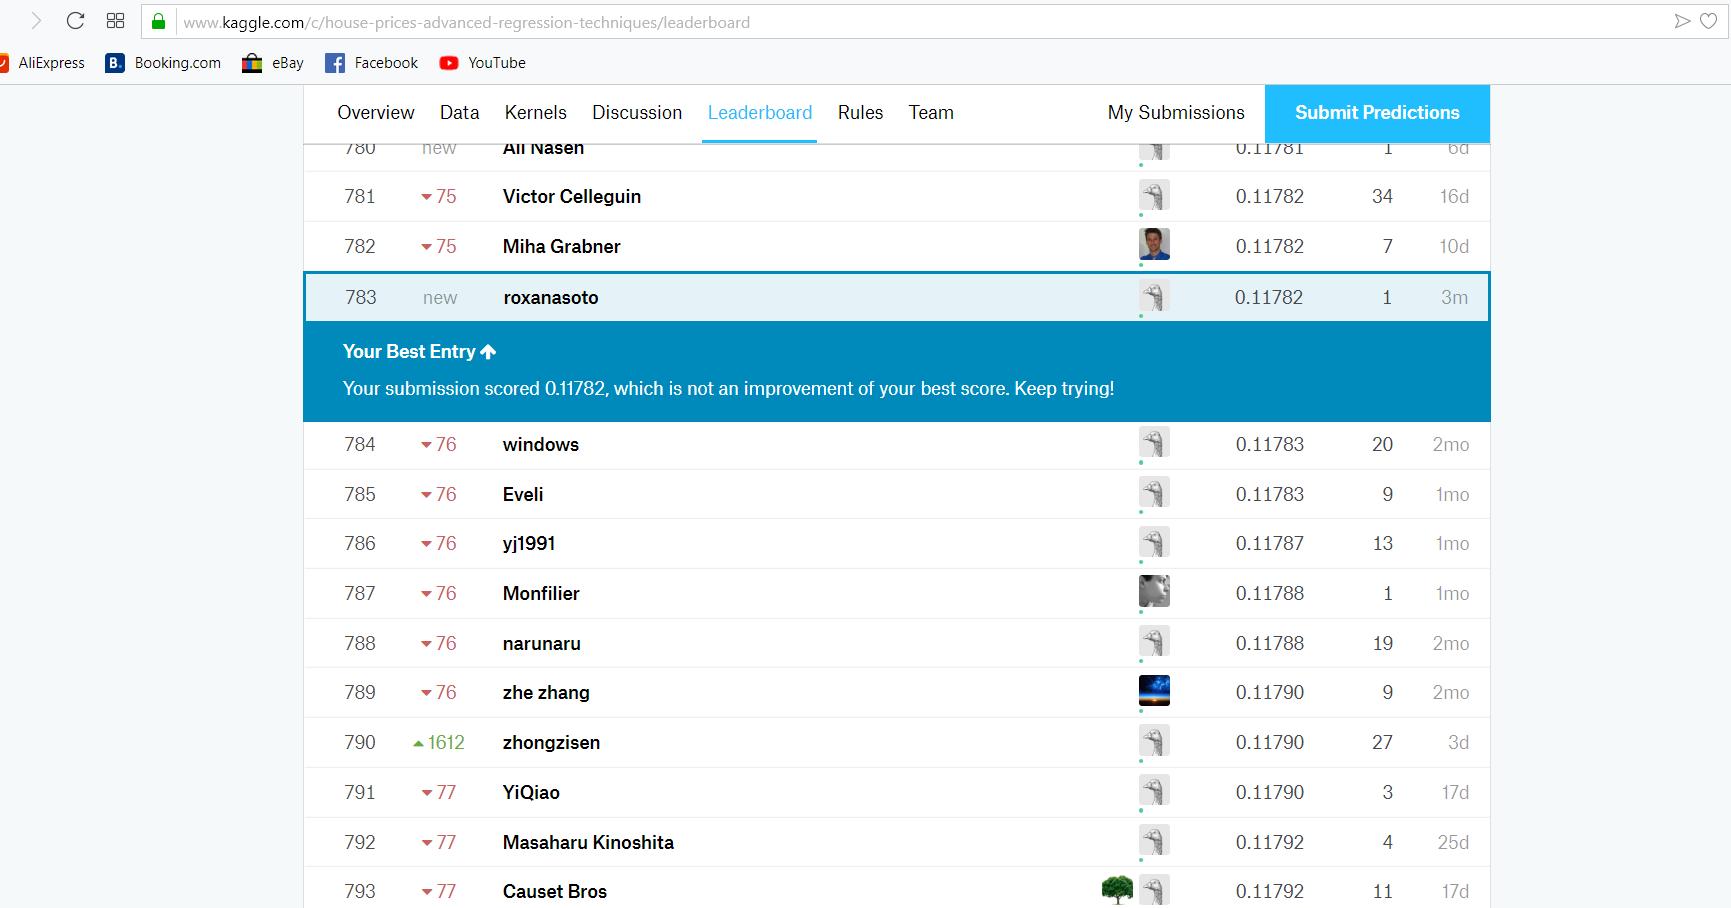 www.kaggle.com/c/house-prices-advanced-regression-techniques/leaderboard
AliExpress B. Booking.com eBay Facebook YouTube
Overview Data Kernels Discussion Leaderboard Rules Team My Submissions Submit Predictions
780 new Ali Naseh 0.11781 1 6d
781 75 Victor Celleguin 0.11782 34 16d
782 75 Miha Grabner 0.11782 7 10d
783 new roxanasoto 0.11782 1 3m
Your Best Entry
Your submission scored 0.11782, which is not an improvement of your best score. Keep trying!
784 76 windows 0.11783 20 2mo
785 76 Eveli 0.11783 9 1mo
786 76 yj1991 0.11787 13 1mo
787 76 Monfilier 0.11788 1 1mo
788 76 narunaru 0.11788 19 2mo
789 76 zhe zhang 0.11790 9 2mo
790 1612 zhongzisen 0.11790 27 3d
791 77 YiQiao 0.11790 3 17d
792 77 Masaharu Kinoshita 0.11792 4 25d
793 77 Causet Bros 0.11792 11 17d